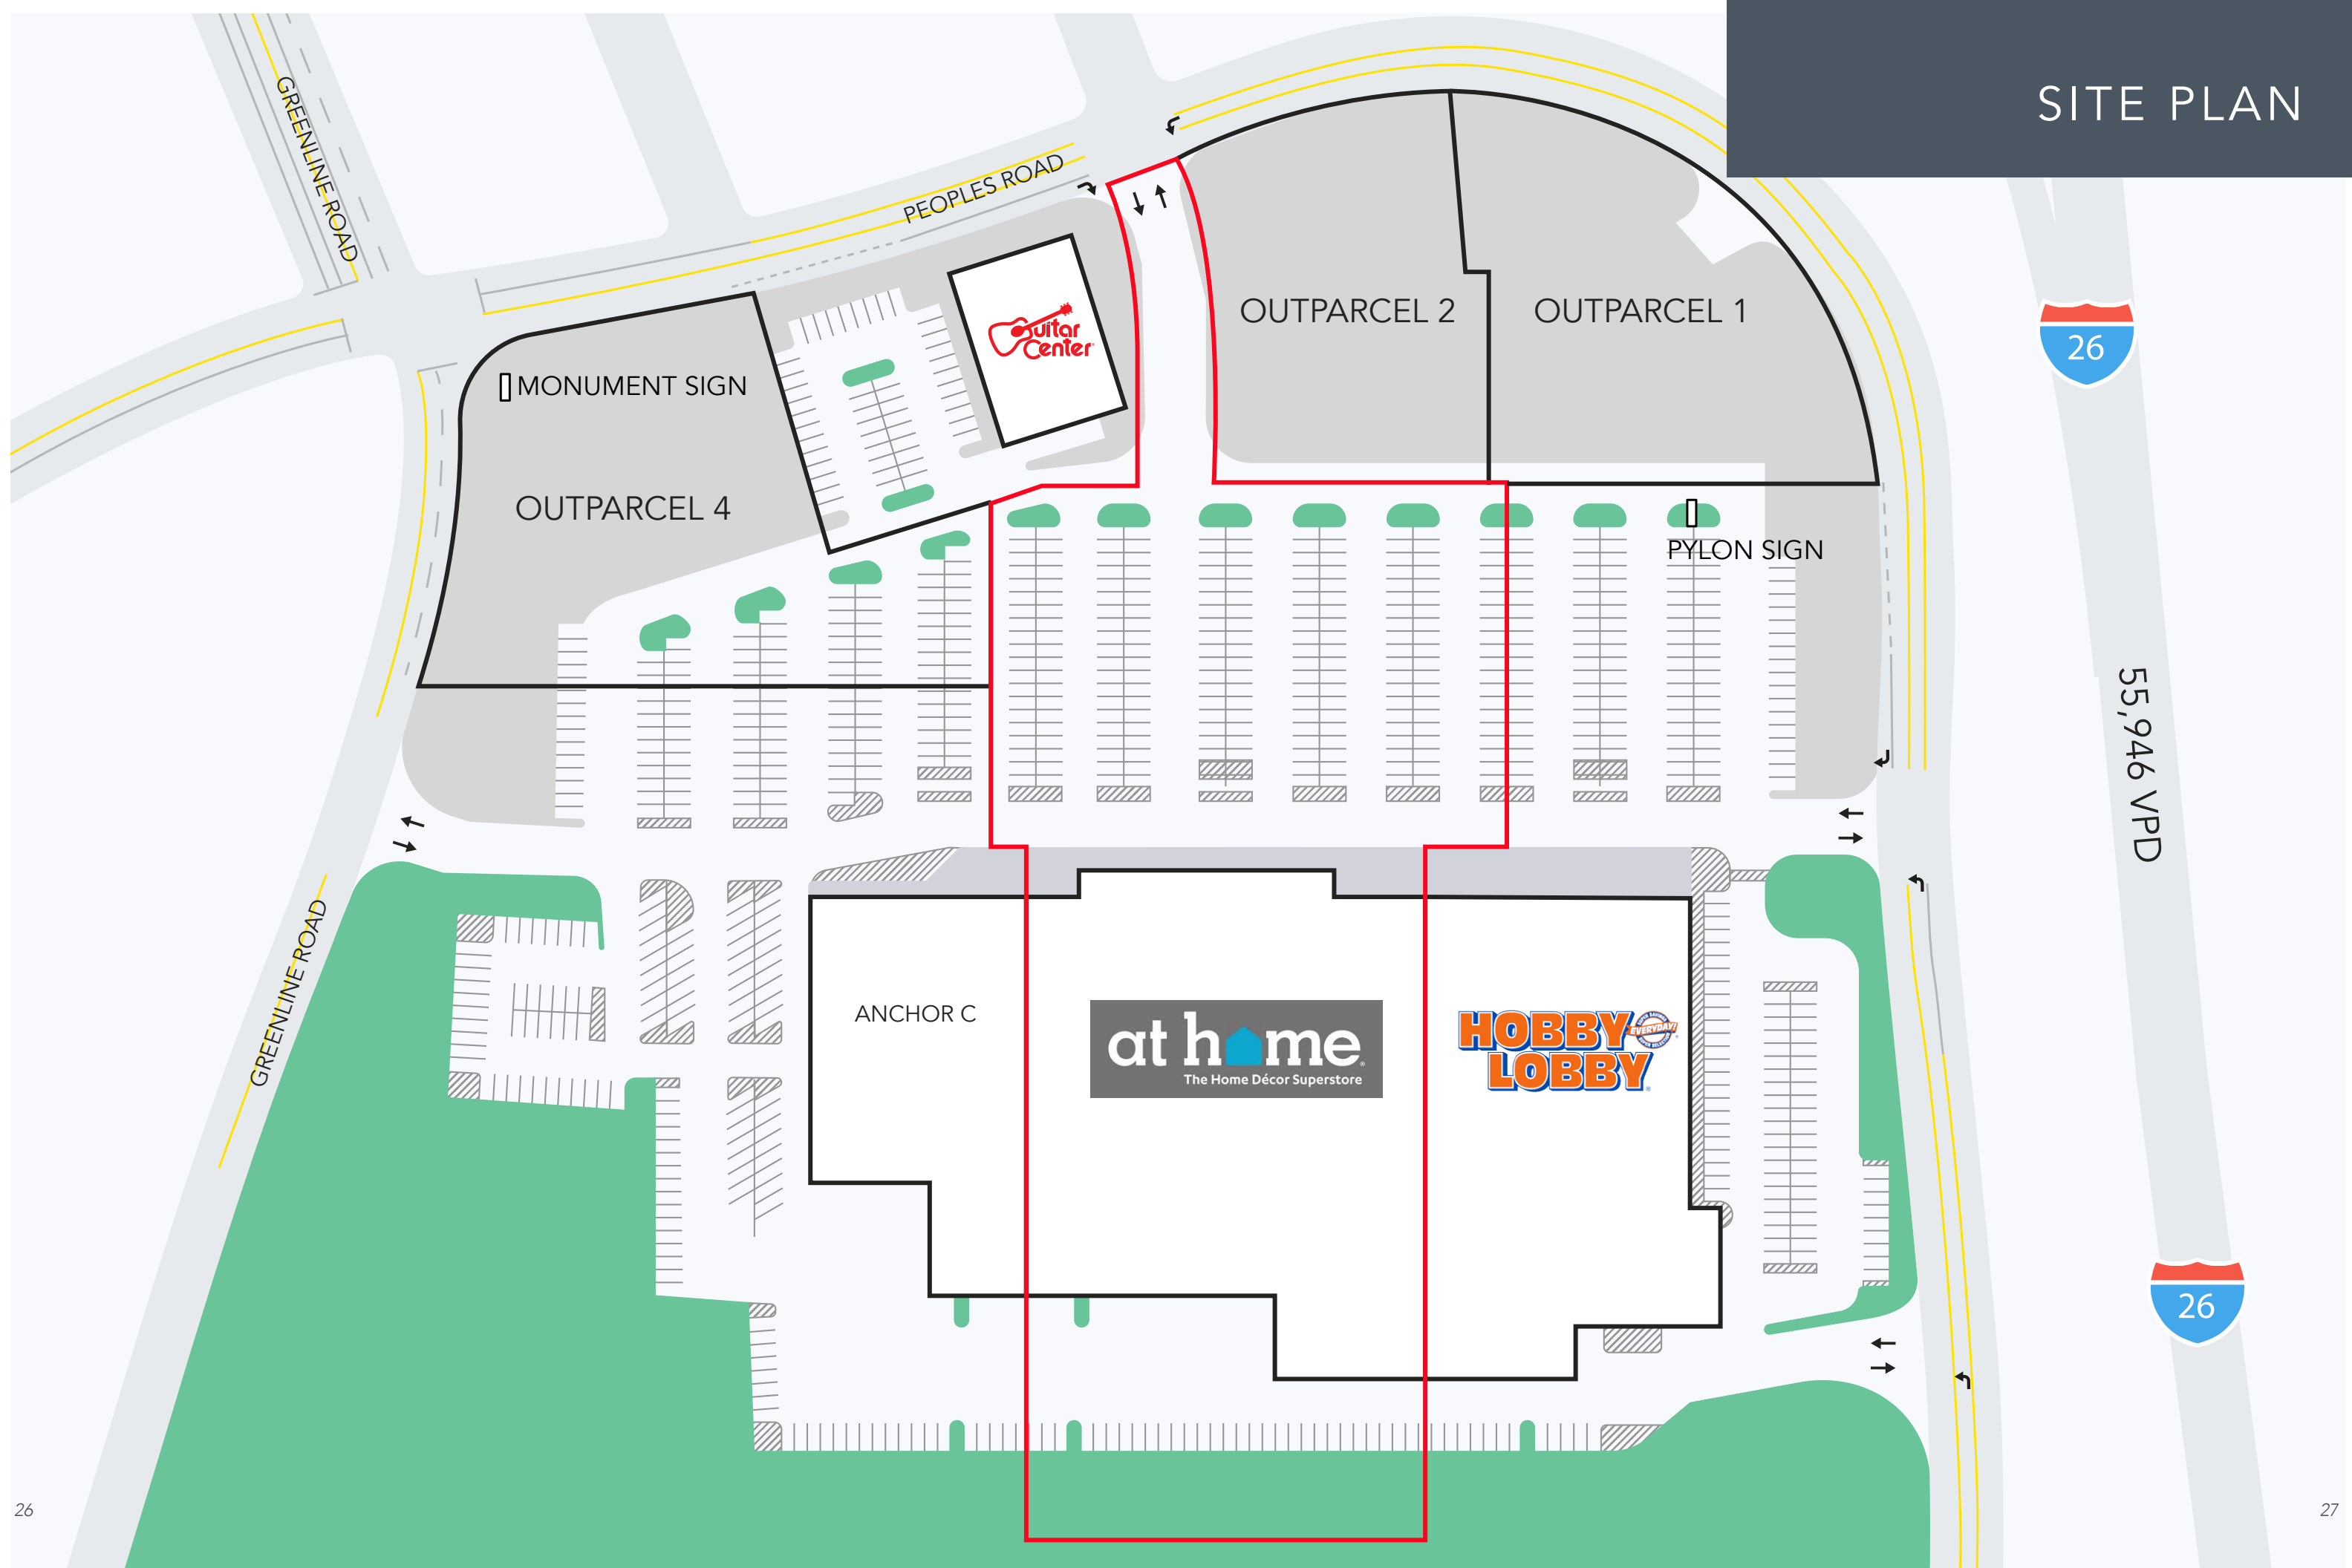 SITE PLAN
GREENLINE ROAD
PEOPLES ROAD
Guitar
Center
OUTPARCEL 2
OUTPARCEL 1
26
MONUMENT SIGN
OUTPARCEL 4
PYLON SIGN
55,946 VPD
GREENLINE ROAD
ANCHOR C
at home
The Home Décor Superstore
HOBBY
LOBBY
EVERYDAY!
26
26
27